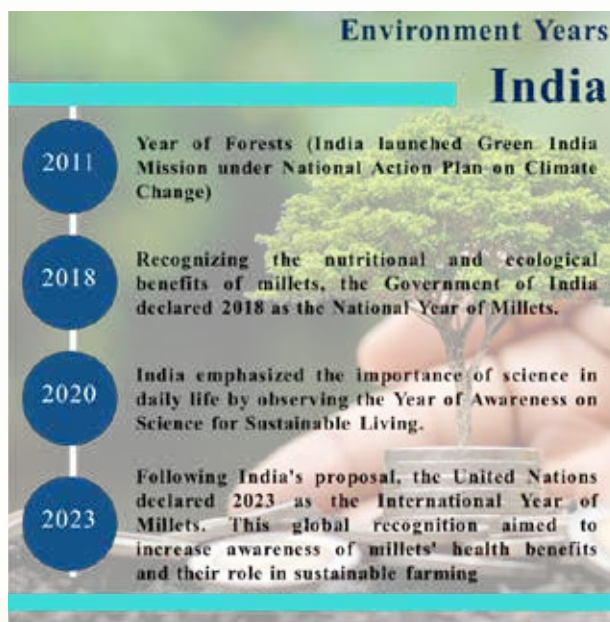 Environment Years
India
2011
Year of Forests (India launched Green India
Mission under National Action Plan on Climate
Change)
2018
Recognizing the nutritional and ecological
benefits of millets, the Government of India
declared 2018 as the National Year of Millets.
2020
India emphasized the importance of science in
daily life by observing the Year of Awareness on
Science for Sustainable Living.
2023
Following India's proposal, the United Nations
declared 2023 as the International Year of
Millets. This global recognition aimed to
increase awareness of millets' health benefits
and their role in sustainable farming